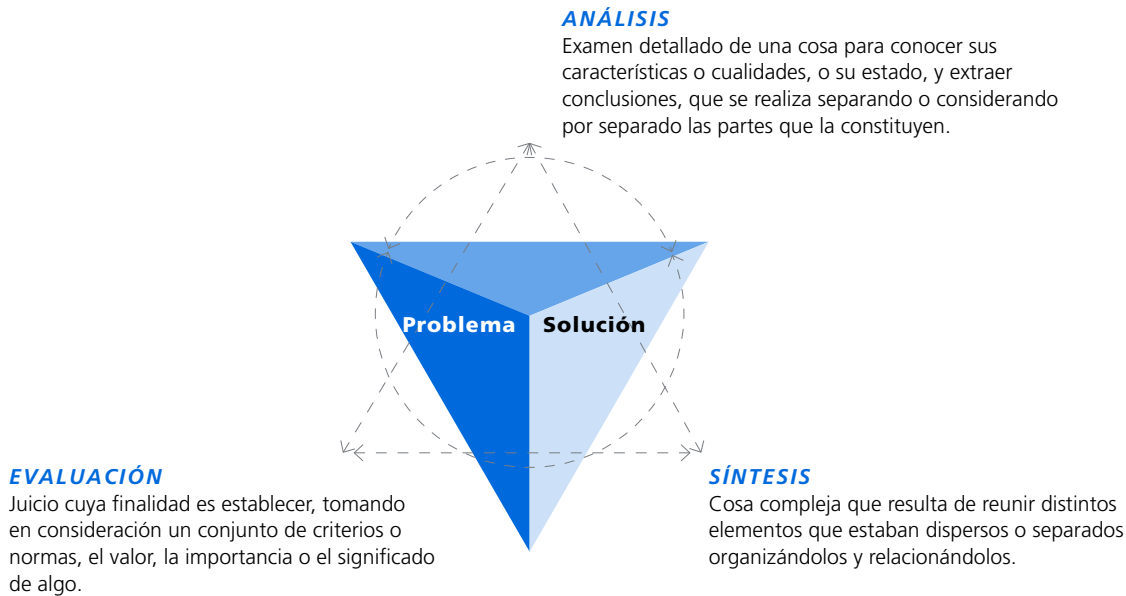 ANÁLISIS
Examen detallado de una cosa para conocer sus
características o cualidades, o su estado, y extraer
conclusiones, que se realiza separando o considerando
por separado las partes que la constituyen.
Problema
Solución
EVALUACIÓN
Juicio cuya finalidad es establecer, tomando
en consideración un conjunto de criterios o
normas, el valor, la importancia o el significado
de algo.
SÍNTESIS
Cosa compleja que resulta de reunir distintos
elementos que estaban dispersos o separados
organizándolos y relacionándolos.